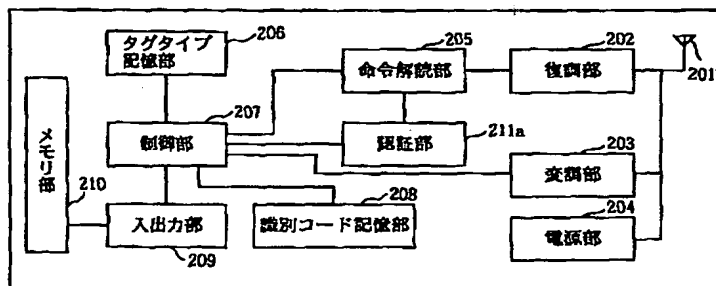 タグタイプ
記憶部
206
命令解読部
205
復調部
202
201
制御部
207
認証部
211a
メモリ部
210
変調部
203
入出力部
209
識別コード記憶部
208
電源部
204